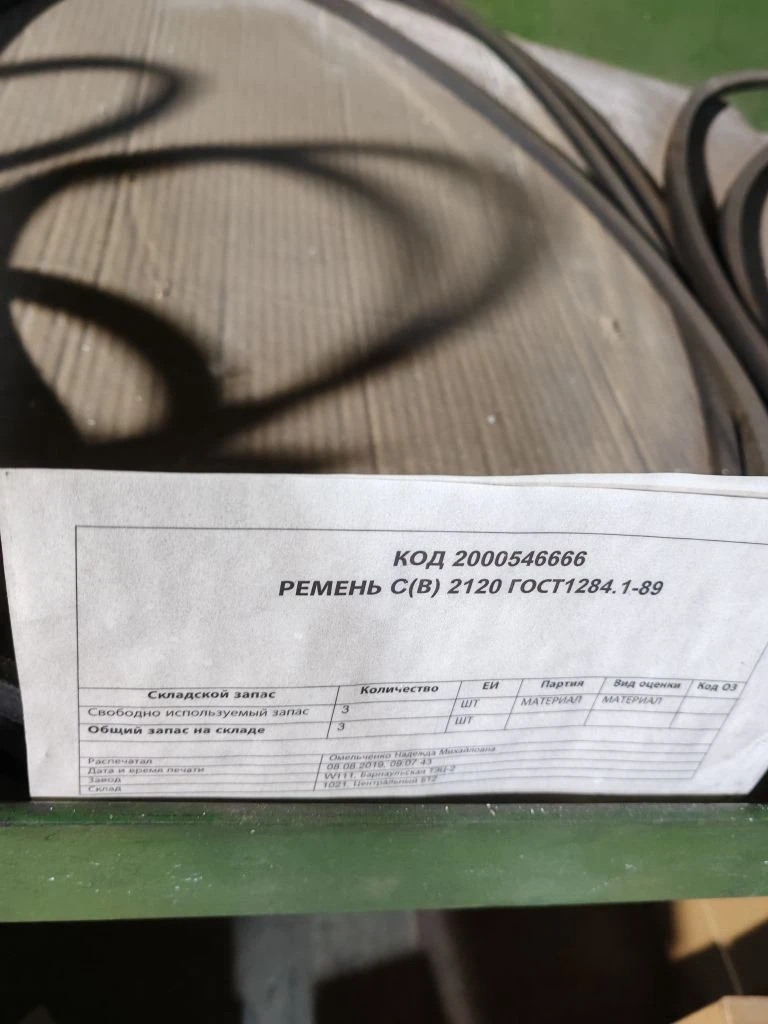 КОД 2000546666
РЕМЕНЬ С(В) 2120 ГОСТ1284.1-89
Складской запас Количество ЕИ Партия Вид оценки Код ОЗ
Свободно используемый запас 3 ШТ МАТЕРИАЛ МАТЕРИАЛ
Общий запас на складе 3 ШТ
Распечатал Омельченко Надежда Михайловна
Дата и время печати 08.08.2019, 09:07:43
Завод W111, Барнаульская ТЭЦ-2
Склад 1021, Центральный БТ2